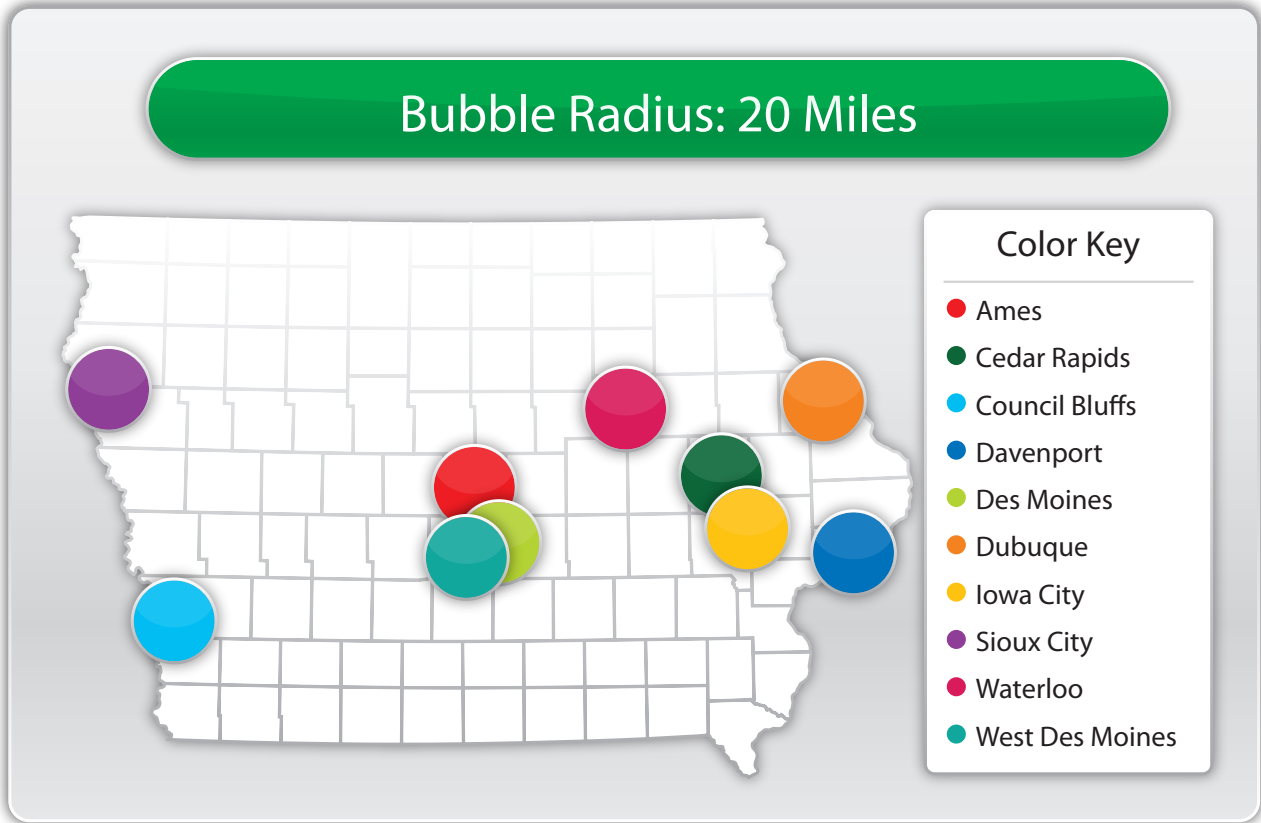 Bubble Radius: 20 Miles
Color Key
Ames
Cedar Rapids
Council Bluffs
Davenport
Des Moines
Dubuque
Iowa City
Sioux City
Waterloo
West Des Moines